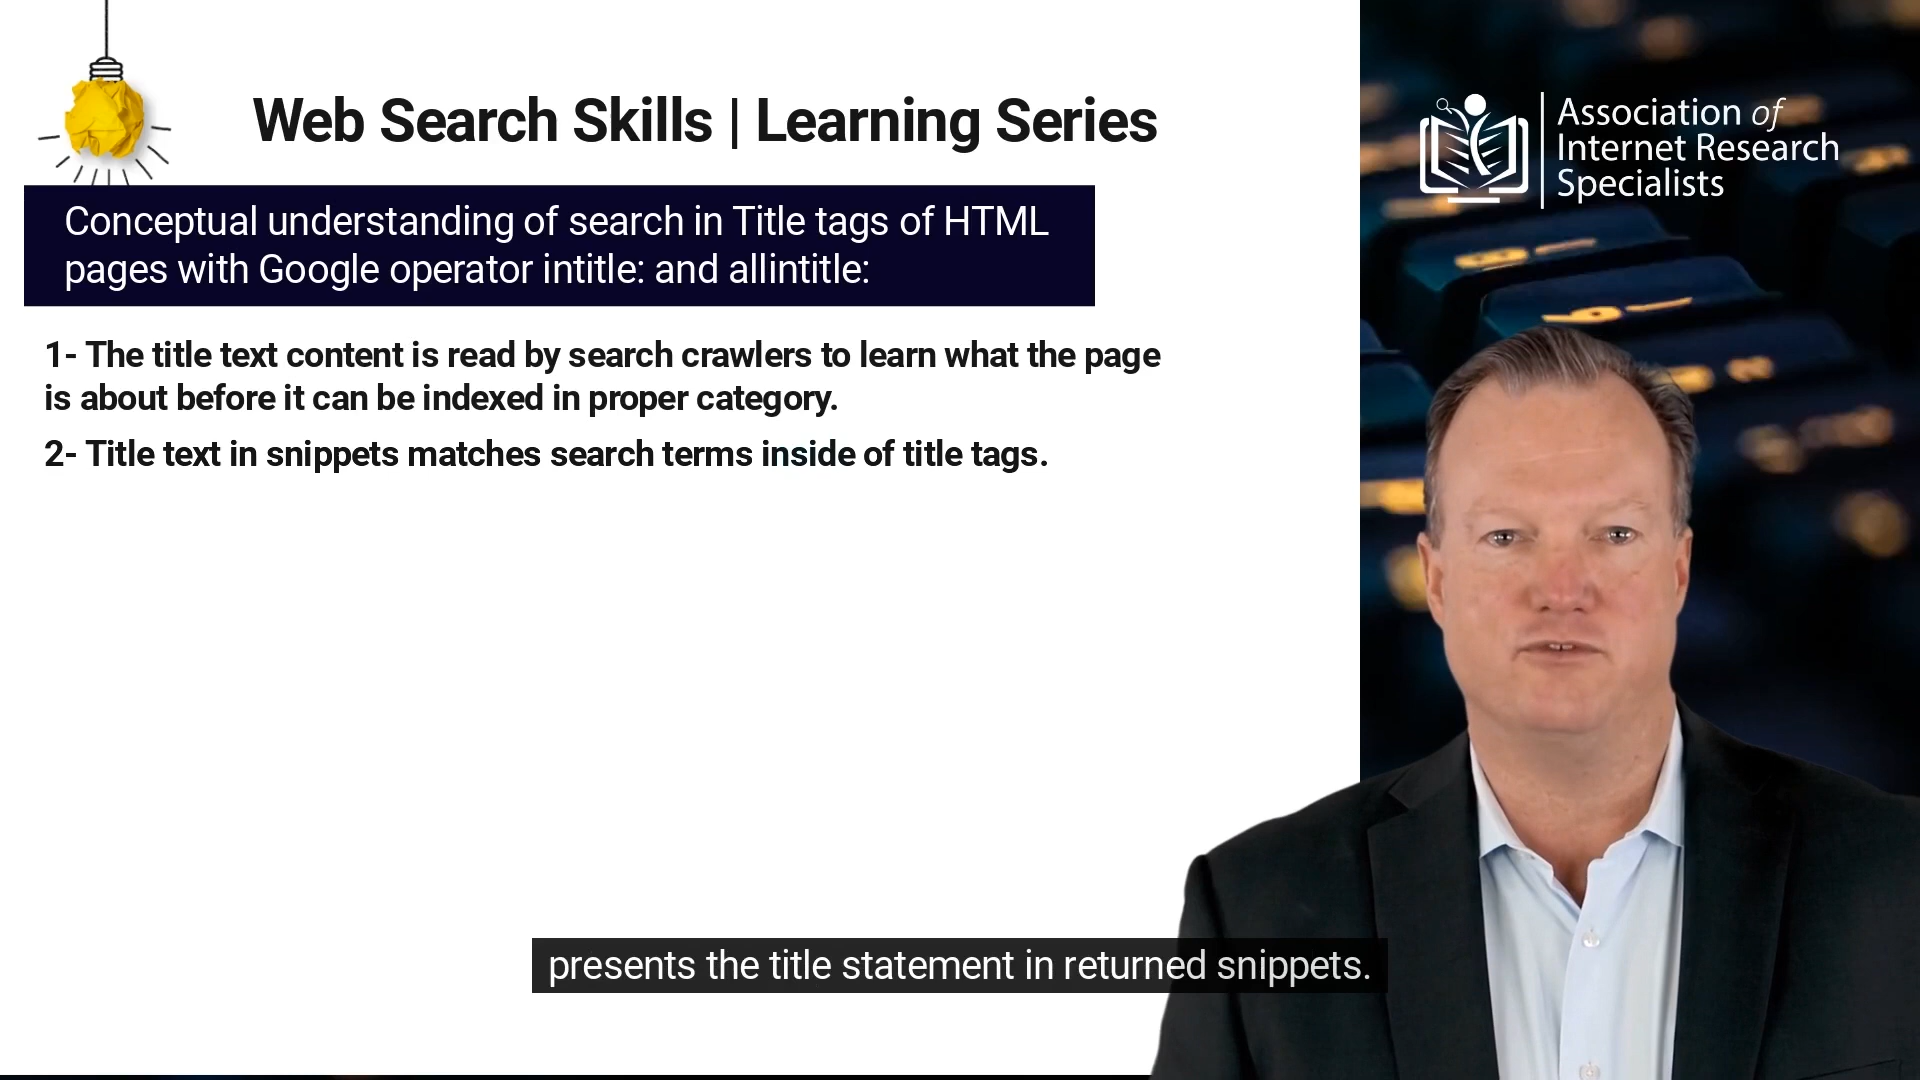 Web Search Skills | Learning Series
Association of
Internet Research
Specialists
Conceptual understanding of search in Title tags of HTML
pages with Google operator intitle: and allintitle:
1- The title text content is read by search crawlers to learn what the page
is about before it can be indexed in proper category.
2- Title text in snippets matches search terms inside of title tags.
presents the title statement in returned snippets.